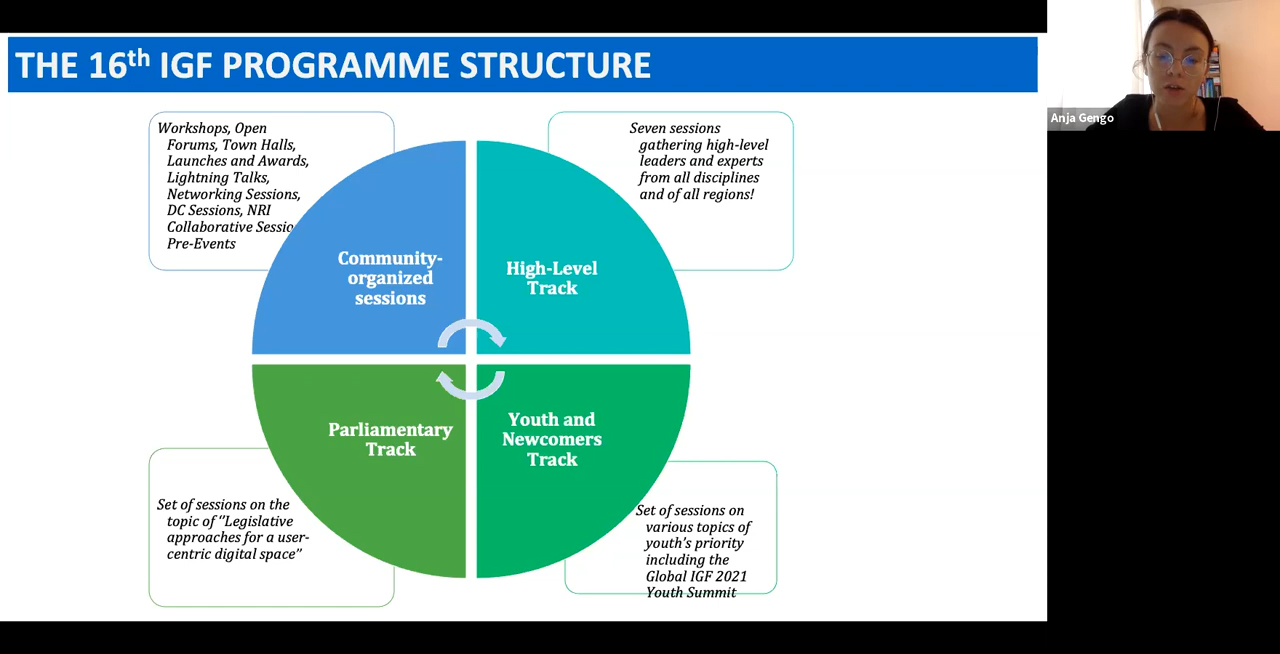 THE 16th IGF PROGRAMME STRUCTURE
Anja Gengo
Workshops, Open
Forums, Town Halls,
Launches and Awards,
Lightning Talks,
Networking Sessions,
DC Sessions, NRI
Collaborative
Pre-Events
Seven sessions
gathering high-level
leaders and experts
from all disciplines
and of all regions!
Community-
organized
sessions
High-Level
Track
Parliamentary
Track
Youth and
Newcomers
Track
Set of sessions on the
topic of “Legislative
approaches for a user-
centric digital space”
Set of sessions on
various topics of
youth's priority
including the
Global IGF 2021
Youth Summit